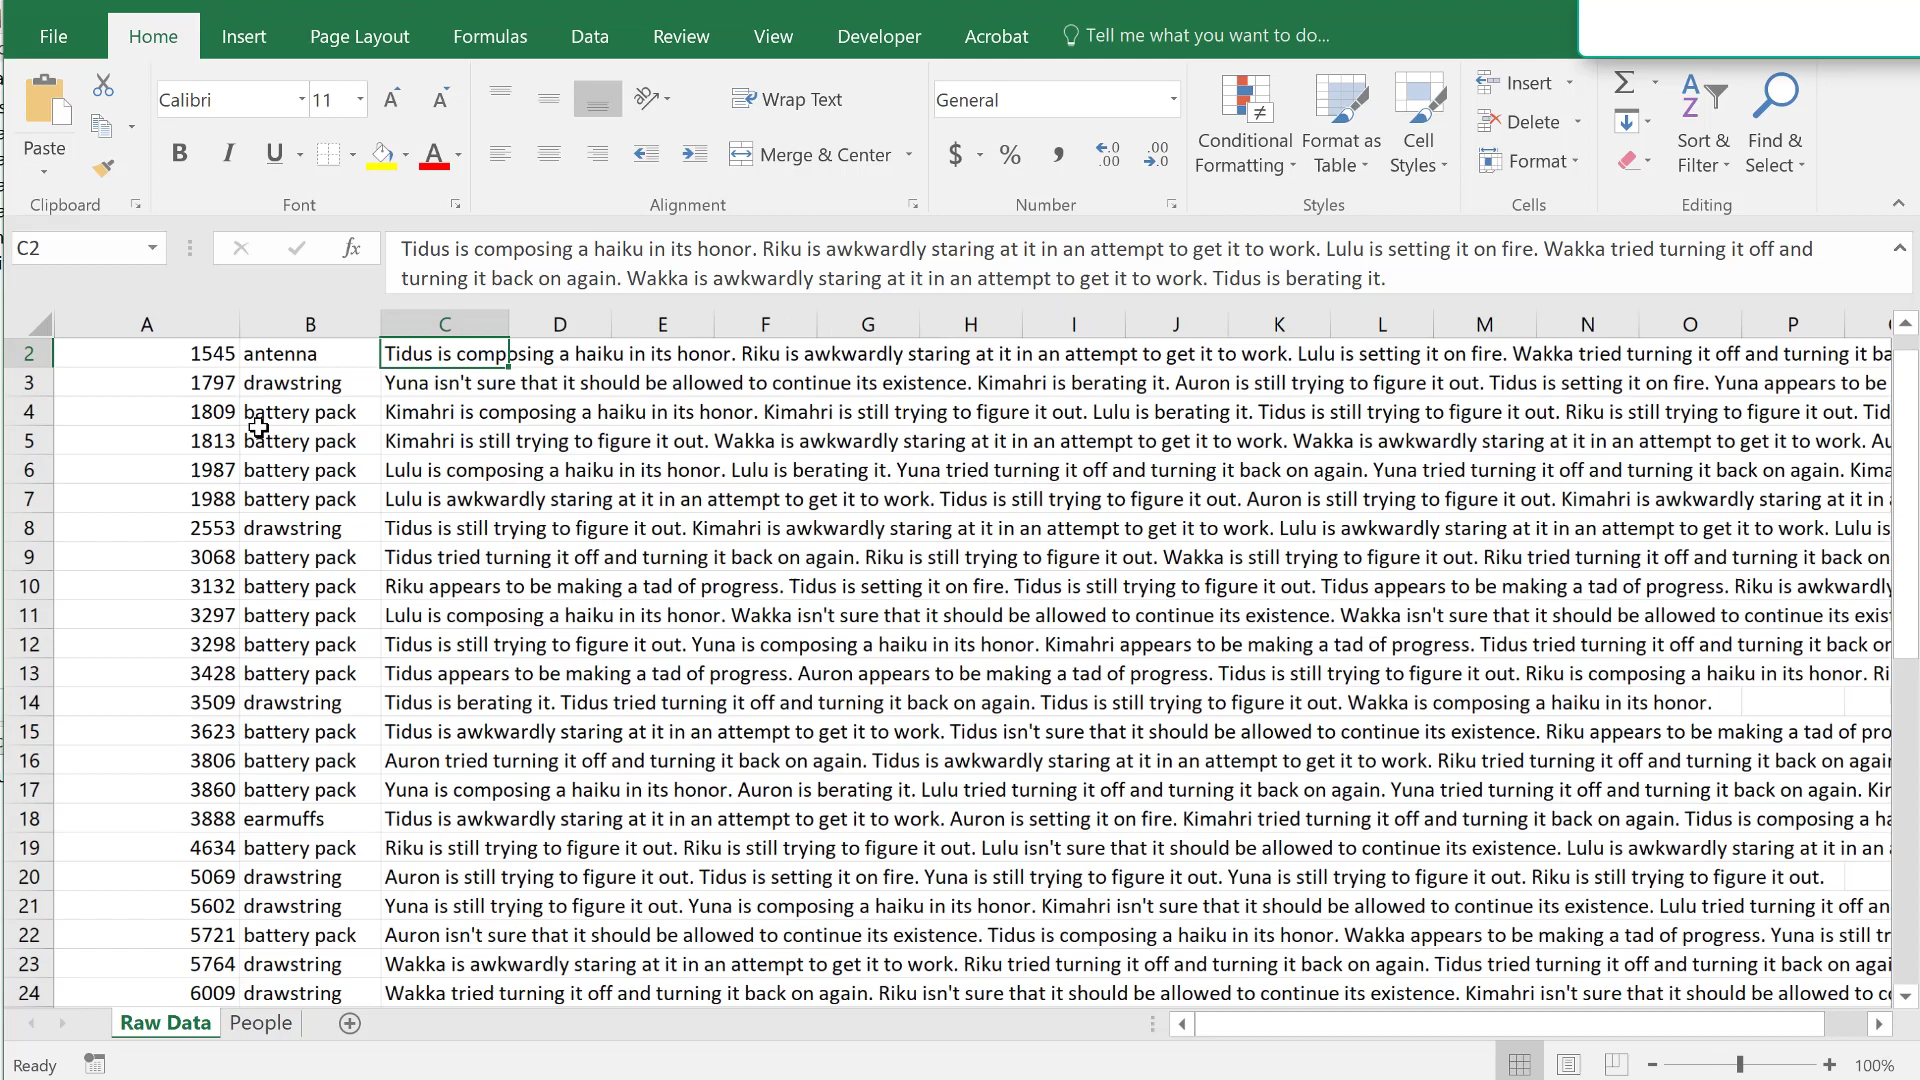 File Home Insert Page Layout Formulas Data Review View Developer Acrobat Tell me what you want to do...
Calibri 11 Wrap Text General Insert Σ
Delete
Paste B I U A Merge & Center $ % , Conditional Formatting Format as Table Cell Styles Format Sort & Filter Find & Select
Clipboard Font Alignment Number Styles Cells Editing
C2 fx Tidus is composing a haiku in its honor. Riku is awkwardly staring at it in an attempt to get it to work. Lulu is setting it on fire. Wakka tried turning it off and
turning it back on again. Wakka is awkwardly staring at it in an attempt to get it to work. Tidus is berating it.
A B C D E F G H I J K L M N O P
2 1545 antenna Tidus is composing a haiku in its honor. Riku is awkwardly staring at it in an attempt to get it to work. Lulu is setting it on fire. Wakka tried turning it off and turning it ba
3 1797 drawstring Yuna isn't sure that it should be allowed to continue its existence. Kimahri is berating it. Auron is still trying to figure it out. Tidus is setting it on fire. Yuna appears to be
4 1809 battery pack Kimahri is composing a haiku in its honor. Kimahri is still trying to figure it out. Lulu is berating it. Tidus is still trying to figure it out. Riku is still trying to figure it out. Tid
5 1813 battery pack Kimahri is still trying to figure it out. Wakka is awkwardly staring at it in an attempt to get it to work. Wakka is awkwardly staring at it in an attempt to get it to work. Au
6 1987 battery pack Lulu is composing a haiku in its honor. Lulu is berating it. Yuna tried turning it off and turning it back on again. Yuna tried turning it off and turning it back on again. Kima
7 1988 battery pack Lulu is awkwardly staring at it in an attempt to get it to work. Tidus is still trying to figure it out. Auron is still trying to figure it out. Kimahri is awkwardly staring at it in
8 2553 drawstring Tidus is still trying to figure it out. Kimahri is awkwardly staring at it in an attempt to get it to work. Lulu is awkwardly staring at it in an attempt to get it to work. Lulu is
9 3068 battery pack Tidus tried turning it off and turning it back on again. Riku is still trying to figure it out. Wakka is still trying to figure it out. Riku tried turning it off and turning it back on
10 3132 battery pack Riku appears to be making a tad of progress. Tidus is setting it on fire. Tidus is still trying to figure it out. Tidus appears to be making a tad of progress. Riku is awkwardly
11 3297 battery pack Lulu is composing a haiku in its honor. Wakka isn't sure that it should be allowed to continue its existence. Wakka isn't sure that it should be allowed to continue its exist
12 3298 battery pack Tidus is still trying to figure it out. Yuna is composing a haiku in its honor. Kimahri appears to be making a tad of progress. Tidus tried turning it off and turning it back or
13 3428 battery pack Tidus appears to be making a tad of progress. Auron appears to be making a tad of progress. Tidus is still trying to figure it out. Riku is composing a haiku in its honor. Ri
14 3509 drawstring Tidus is berating it. Tidus tried turning it off and turning it back on again. Tidus is still trying to figure it out. Wakka is composing a haiku in its honor.
15 3623 battery pack Tidus is awkwardly staring at it in an attempt to get it to work. Tidus isn't sure that it should be allowed to continue its existence. Riku appears to be making a tad of pro
16 3806 battery pack Auron tried turning it off and turning it back on again. Tidus is awkwardly staring at it in an attempt to get it to work. Riku tried turning it off and turning it back on agair
17 3860 battery pack Yuna is composing a haiku in its honor. Auron is berating it. Lulu tried turning it off and turning it back on again. Yuna tried turning it off and turning it back on again. Kir
18 3888 earmuffs Tidus is awkwardly staring at it in an attempt to get it to work. Auron is setting it on fire. Kimahri tried turning it off and turning it back on again. Tidus is composing a ha
19 4634 battery pack Riku is still trying to figure it out. Riku is still trying to figure it out. Lulu isn't sure that it should be allowed to continue its existence. Lulu is awkwardly staring at it in an
20 5069 drawstring Auron is still trying to figure it out. Tidus is setting it on fire. Yuna is still trying to figure it out. Yuna is still trying to figure it out. Riku is still trying to figure it out.
21 5602 drawstring Yuna is still trying to figure it out. Yuna is composing a haiku in its honor. Kimahri isn't sure that it should be allowed to continue its existence. Lulu tried turning it off an
22 5721 battery pack Auron isn't sure that it should be allowed to continue its existence. Tidus is composing a haiku in its honor. Wakka appears to be making a tad of progress. Yuna is still tr
23 5764 drawstring Wakka is awkwardly staring at it in an attempt to get it to work. Riku tried turning it off and turning it back on again. Tidus tried turning it off and turning it back on agai
24 6009 drawstring Wakka tried turning it off and turning it back on again. Riku isn't sure that it should be allowed to continue its existence. Kimahri isn't sure that it should be allowed to c
Raw Data People
Ready 100%